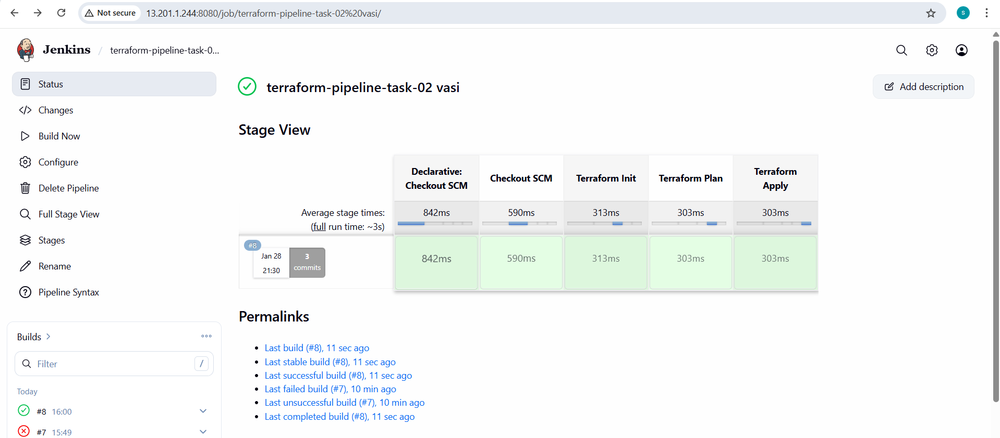 Not secure 13.201.1.244:8080/job/terraform-pipeline-task-02%20vasi/
S
Jenkins / terraform-pipeline-task-0...
Status
Changes
Build Now
Configure
Delete Pipeline
Full Stage View
Stages
Rename
Pipeline Syntax
Builds
Filter /
Today
#8 16:00
#7 15:49
terraform-pipeline-task-02 vasi
Add description
Stage View
Declarative:
Checkout SCM
Checkout SCM
Terraform Init
Terraform Plan
Terraform
Apply
Average stage times:
(full run time: ~3s)
842ms 590ms 313ms 303ms 303ms
#8
Jan 28
21:30
3
commits
842ms 590ms 313ms 303ms 303ms
Permalinks
Last build (#8), 11 sec ago
Last stable build (#8), 11 sec ago
Last successful build (#8), 11 sec ago
Last failed build (#7), 10 min ago
Last unsuccessful build (#7), 10 min ago
Last completed build (#8), 11 sec ago